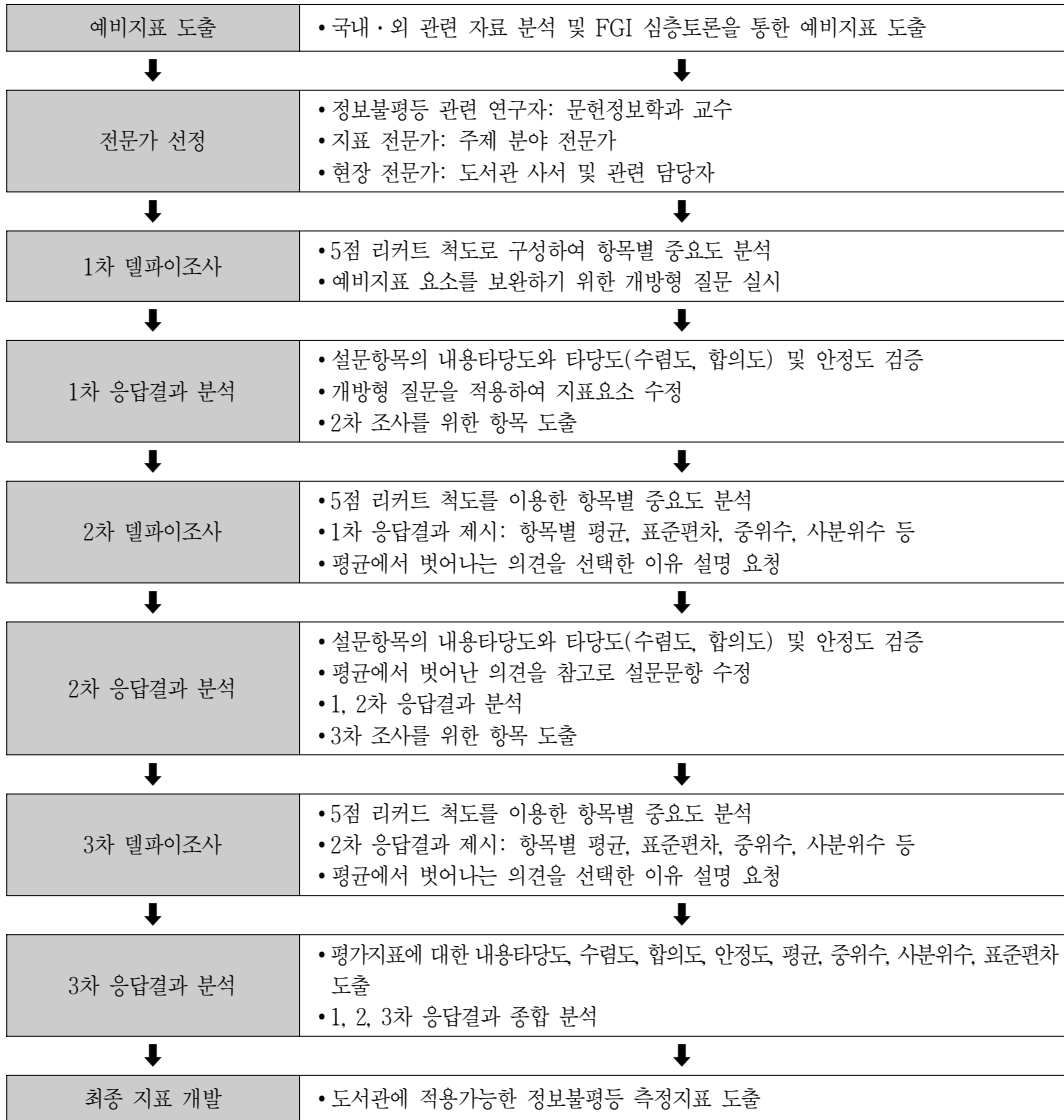 예비지표 도출
• 국내 · 외 관련 자료 분석 및 FGI 심층토론을 통한 예비지표 도출
전문가 선정
• 정보불평등 관련 연구자: 문헌정보학과 교수
• 지표 전문가: 주제 분야 전문가
• 현장 전문가: 도서관 사서 및 관련 담당자
1차 델파이조사
• 5점 리커트 척도로 구성하여 항목별 중요도 분석
• 예비지표 요소를 보완하기 위한 개방형 질문 실시
1차 응답결과 분석
• 설문항목의 내용타당도와 타당도(수렴도, 합의도) 및 안정도 검증
• 개방형 질문을 적용하여 지표요소 수정
• 2차 조사를 위한 항목 도출
2차 델파이조사
• 5점 리커트 척도를 이용한 항목별 중요도 분석
• 1차 응답결과 제시: 항목별 평균, 표준편차, 중위수, 사분위수 등
• 평균에서 벗어나는 의견을 선택한 이유 설명 요청
2차 응답결과 분석
• 설문항목의 내용타당도와 타당도(수렴도, 합의도) 및 안정도 검증
• 평균에서 벗어난 의견을 참고로 설문문항 수정
• 1, 2차 응답결과 분석
• 3차 조사를 위한 항목 도출
3차 델파이조사
• 5점 리커드 척도를 이용한 항목별 중요도 분석
• 2차 응답결과 제시: 항목별 평균, 표준편차, 중위수, 사분위수 등
• 평균에서 벗어나는 의견을 선택한 이유 설명 요청
3차 응답결과 분석
• 평가지표에 대한 내용타당도, 수렴도, 합의도, 안정도, 평균, 중위수, 사분위수, 표준편차
도출
• 1, 2, 3차 응답결과 종합 분석
최종 지표 개발
• 도서관에 적용가능한 정보불평등 측정지표 도출